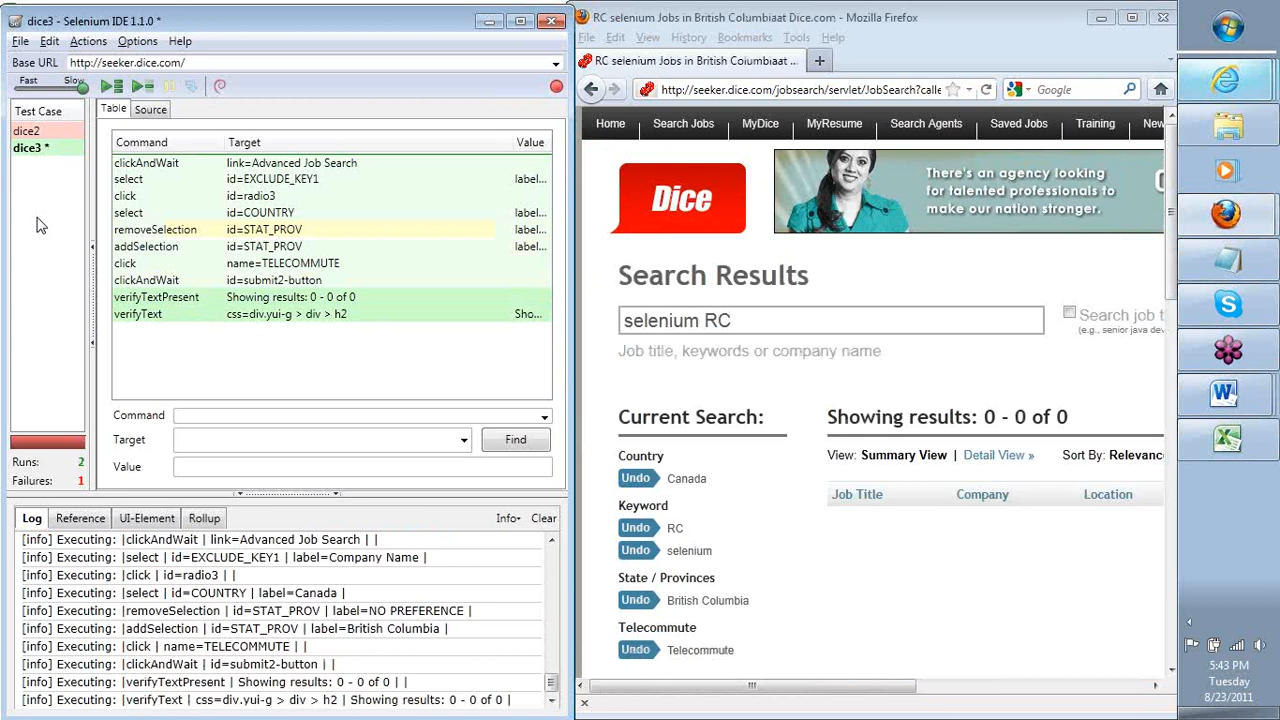 dice3 - Selenium IDE 1.1.0 *
File Edit Actions Options Help
Base URL http://seeker.dice.com/
Fast Slow
Test Case
dice2
dice3 *
Table Source
Command Target Value
clickAndWait link=Advanced Job Search
select id=EXCLUDE_KEY1 label...
click id=radio3
select id=COUNTRY label...
removeSelection id=STAT_PROV label...
addSelection id=STAT_PROV label...
click name=TELECOMMUTE
clickAndWait id=submit2-button
verifyTextPresent Showing results: 0 - 0 of 0
verifyText css=div.yui-g > div > h2 Sho...
Command
Target Find
Value
Runs: 2
Failures: 1
Log Reference UI-Element Rollup Info Clear
[info] Executing: |clickAndWait | link=Advanced Job Search | |
[info] Executing: |select | id=EXCLUDE_KEY1 | label=Company Name |
[info] Executing: |click | id=radio3 | |
[info] Executing: |select | id=COUNTRY | label=Canada |
[info] Executing: |removeSelection | id=STAT_PROV | label=NO PREFERENCE |
[info] Executing: |addSelection | id=STAT_PROV | label=British Columbia |
[info] Executing: |click | name=TELECOMMUTE | |
[info] Executing: |clickAndWait | id=submit2-button | |
[info] Executing: |verifyTextPresent | Showing results: 0 - 0 of 0 | |
[info] Executing: |verifyText | css=div.yui-g > div > h2 | Showing results: 0 - 0 of 0 |
RC selenium Jobs in British Columbiaat Dice.com - Mozilla Firefox
File Edit View History Bookmarks Tools Help
RC selenium Jobs in British Columbiaat ...
http://seeker.dice.com/jobsearch/servlet/JobSearch?calle
Google
Home Search Jobs MyDice MyResume Search Agents Saved Jobs Training New
Dice
There's an agency looking
for talented professionals to
make our nation stronger.
Search Results
selenium RC
Search job t
(e.g., senior java dev
Job title, keywords or company name
Current Search:
Showing results: 0 - 0 of 0
Country
View: Summary View | Detail View » Sort By: Relevanc
Undo Canada
Job Title Company Location
Keyword
Undo RC
Undo selenium
State / Provinces
Undo British Columbia
Telecommute
Undo Telecommute
5:43 PM
Tuesday
8/23/2011